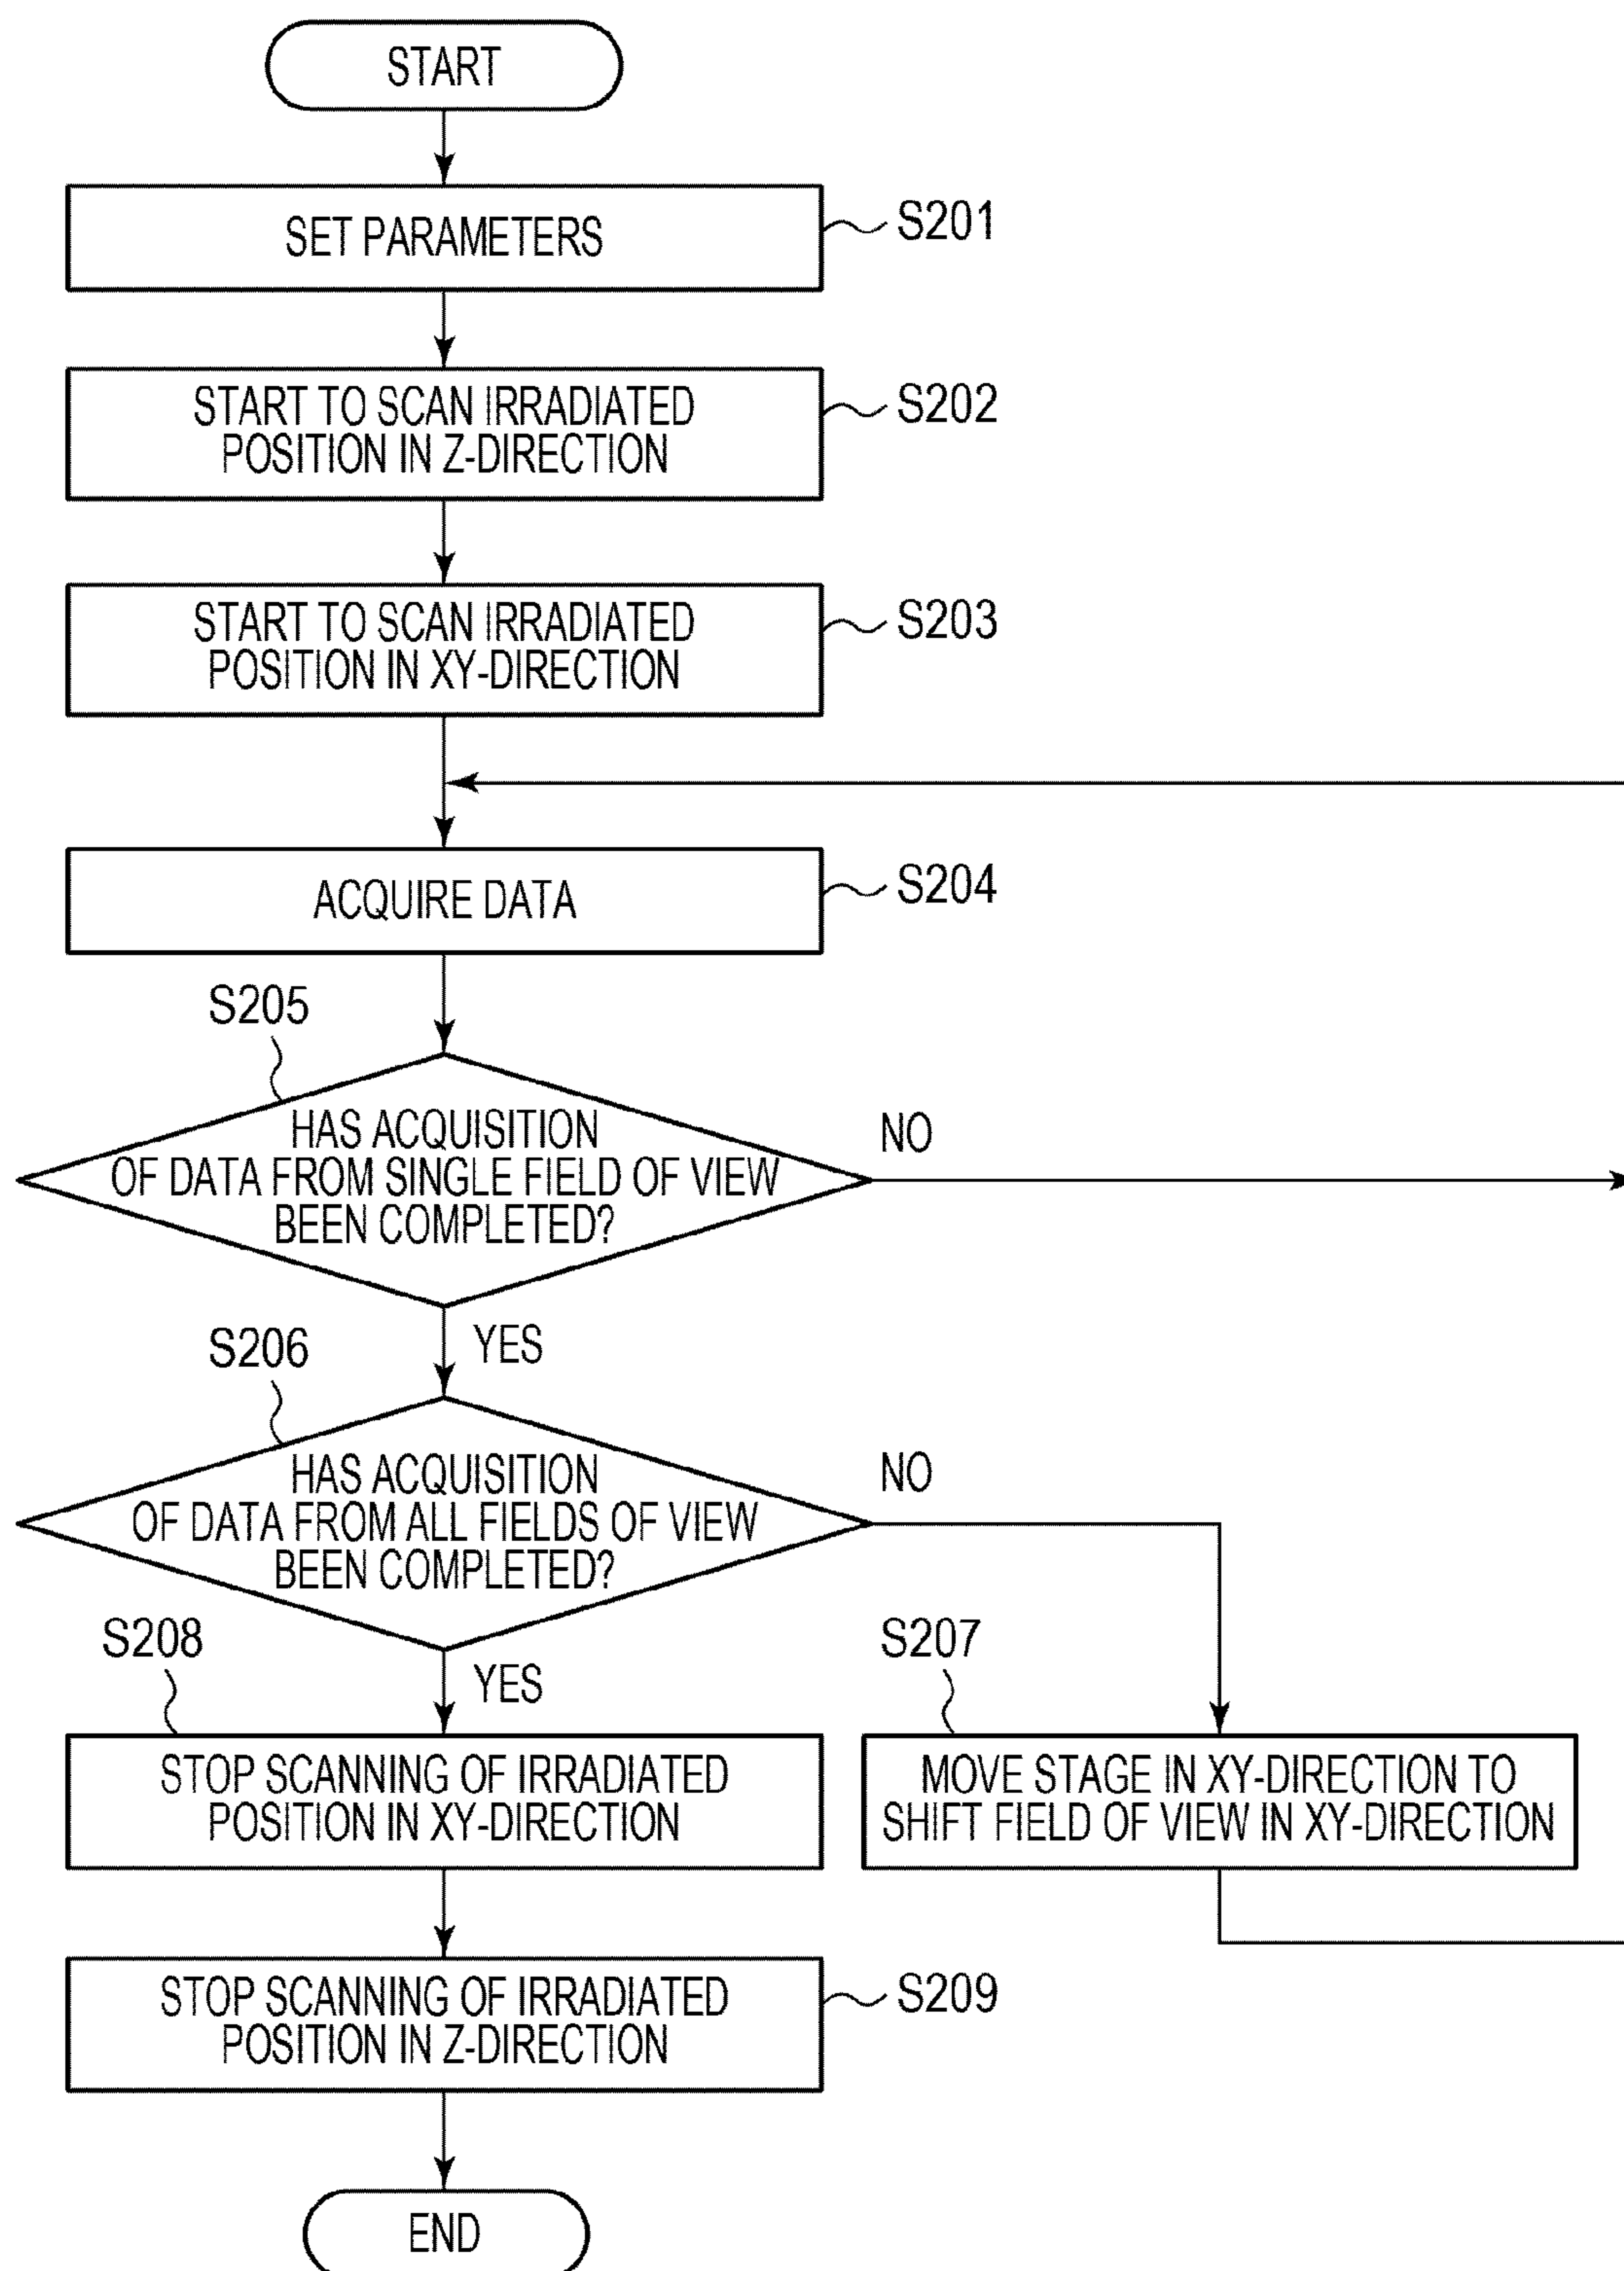 START
SET PARAMETERS
S201
START TO SCAN IRRADIATED
POSITION IN Z-DIRECTION
S202
START TO SCAN IRRADIATED
POSITION IN XY-DIRECTION
S203
ACQUIRE DATA
S204
S205
HAS ACQUISITION
OF DATA FROM SINGLE FIELD OF VIEW
BEEN COMPLETED?
NO
YES
S206
HAS ACQUISITION
OF DATA FROM ALL FIELDS OF VIEW
BEEN COMPLETED?
NO
YES
S208
STOP SCANNING OF IRRADIATED
POSITION IN XY-DIRECTION
S207
MOVE STAGE IN XY-DIRECTION TO
SHIFT FIELD OF VIEW IN XY-DIRECTION
STOP SCANNING OF IRRADIATED
POSITION IN Z-DIRECTION
S209
END